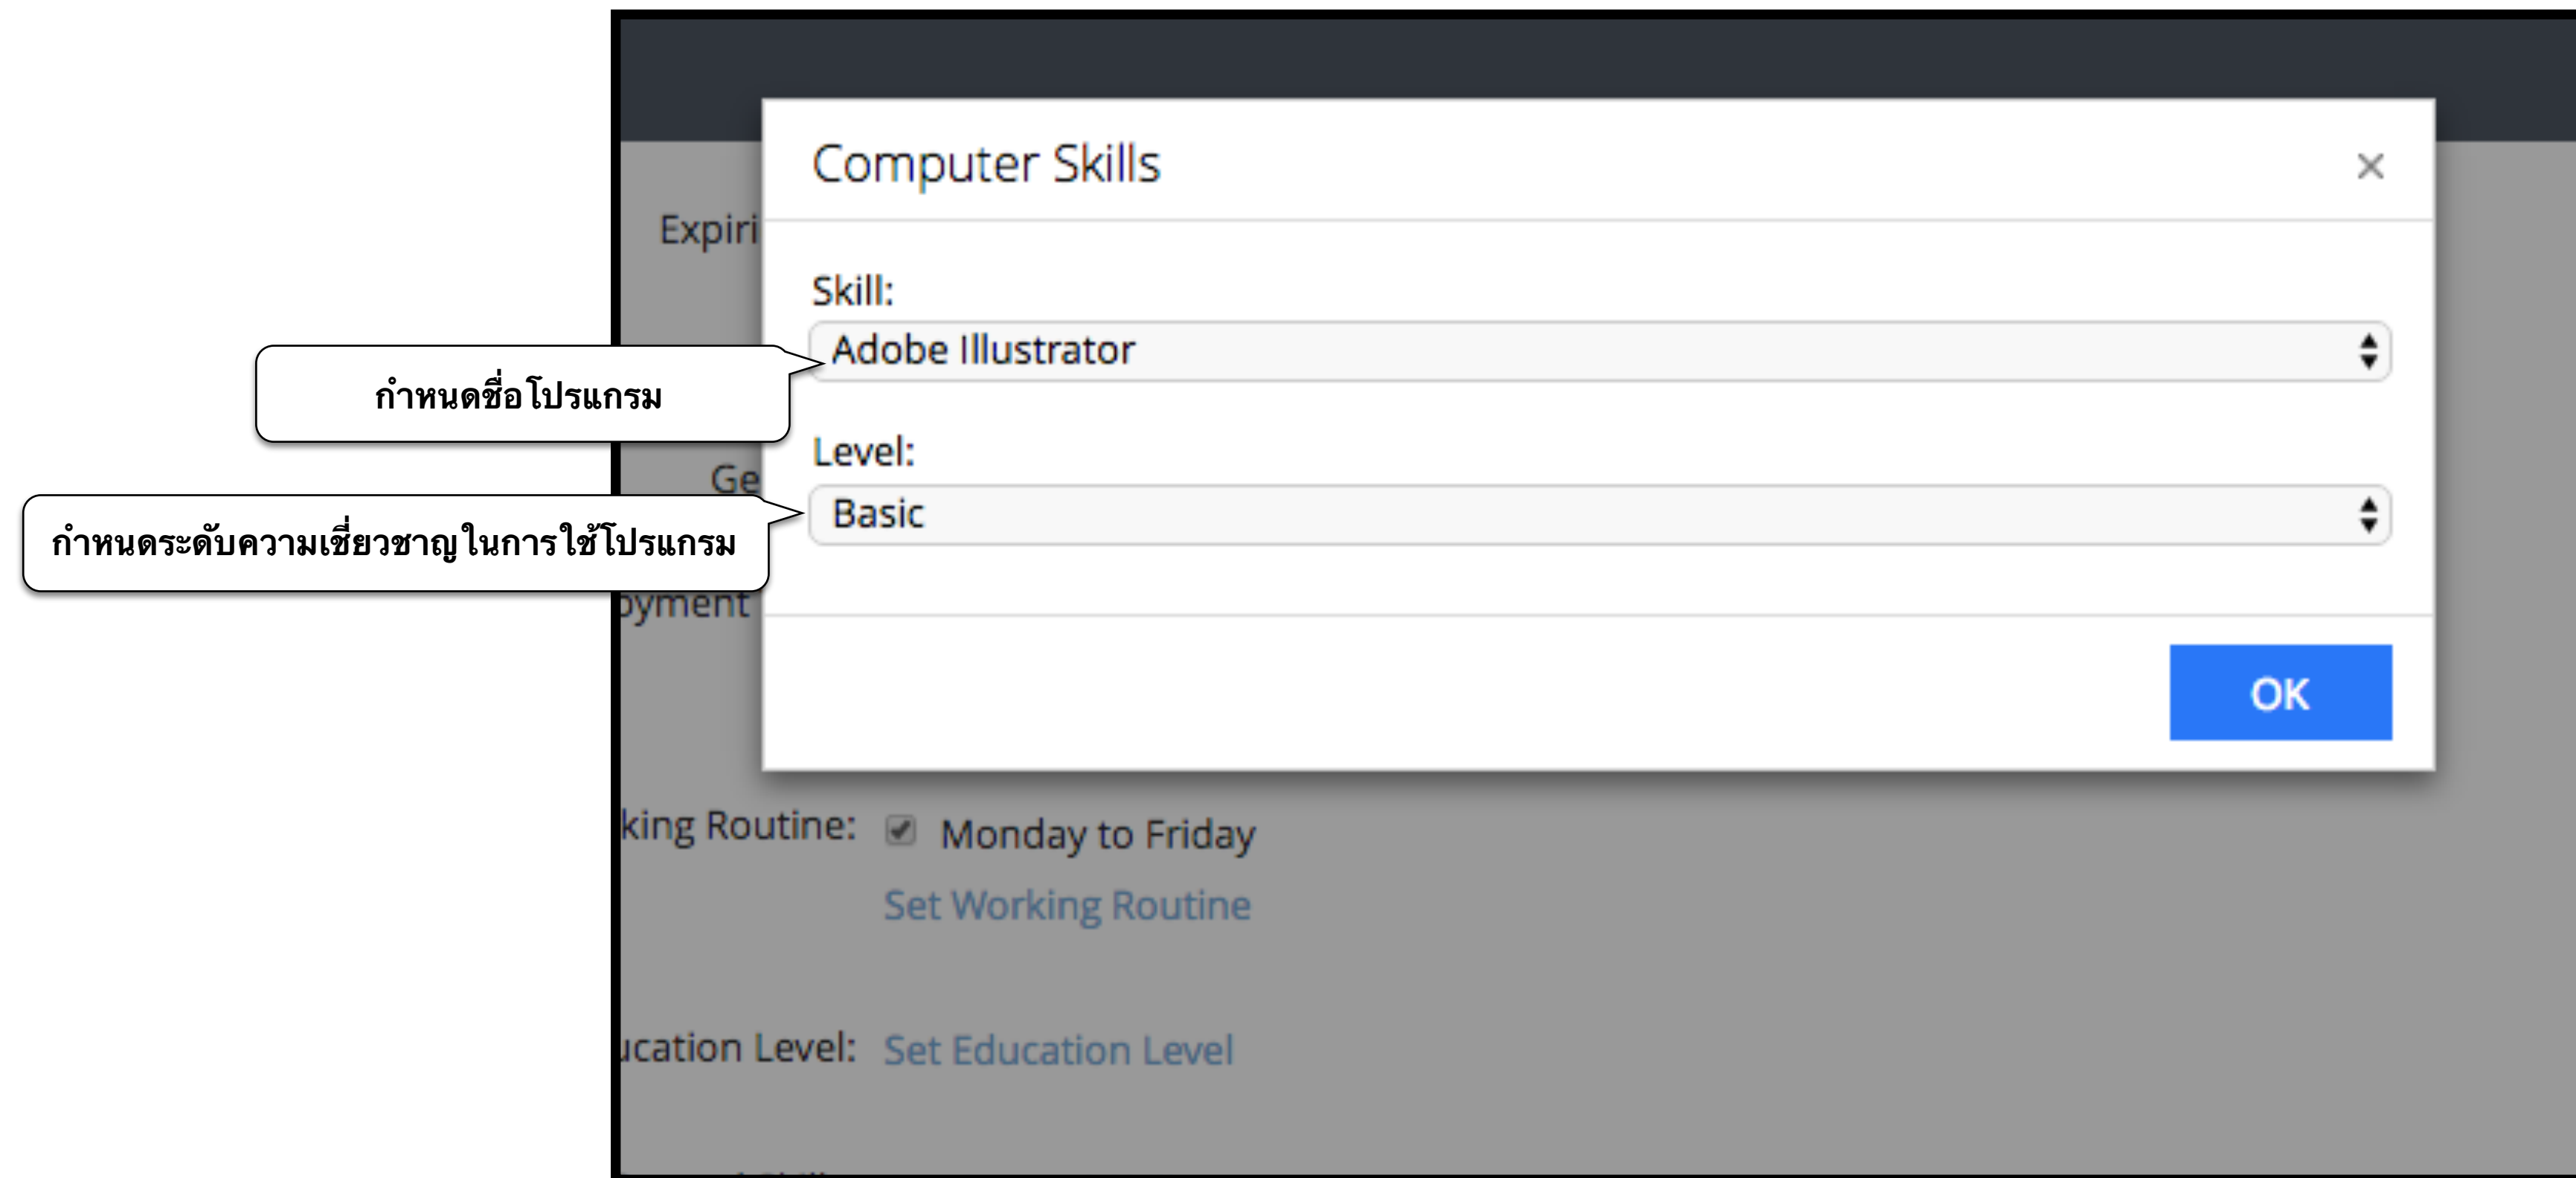 Computer Skills
Expiri
Skill:
Adobe Illustrator
กำหนดชื่อโปรแกรม
Level:
Ge
Basic
กำหนดระดับความเชี่ยวชาญในการใช้โปรแกรม
oyment
OK
king Routine: Monday to Friday
Set Working Routine
ucation Level: Set Education Level